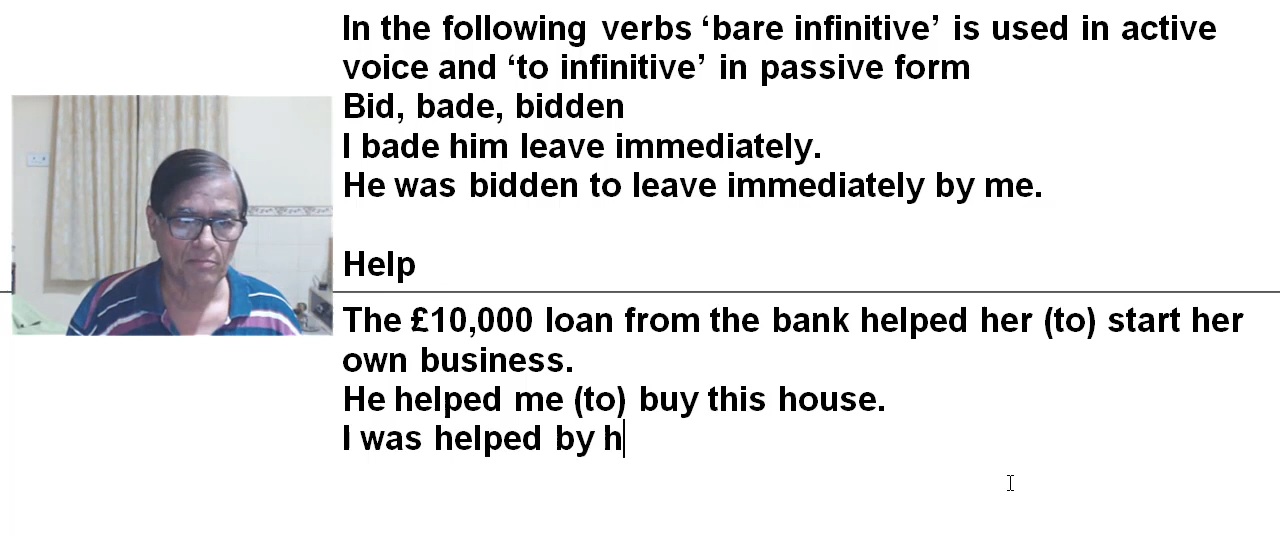 In the following verbs ‘bare infinitive’ is used in active
voice and ‘to infinitive’ in passive form
Bid, bade, bidden
I bade him leave immediately.
He was bidden to leave immediately by me.
Help
The £10,000 loan from the bank helped her (to) start her
own business.
He helped me (to) buy this house.
I was helped by h